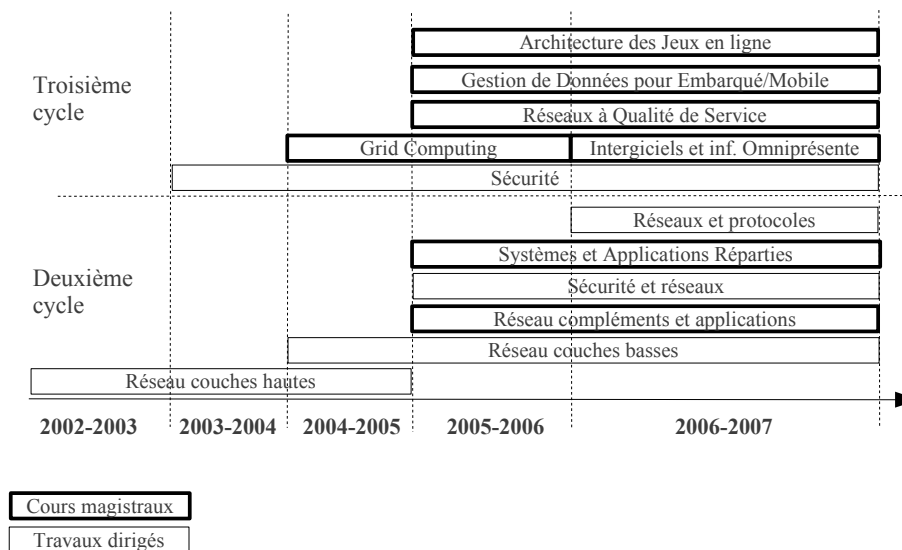 Architecture des Jeux en ligne
Troisième
cycle
Gestion de Données pour Embarqué/Mobile
Réseaux à Qualité de Service
Grid Computing
Intergiciels et inf. Omniprésente
Sécurité
Réseaux et protocoles
Deuxième
cycle
Systèmes et Applications Réparties
Sécurité et réseaux
Réseau compléments et applications
Réseau couches basses
Réseau couches hautes
2002-2003 2003-2004 2004-2005 2005-2006 2006-2007
Cours magistraux
Travaux dirigés